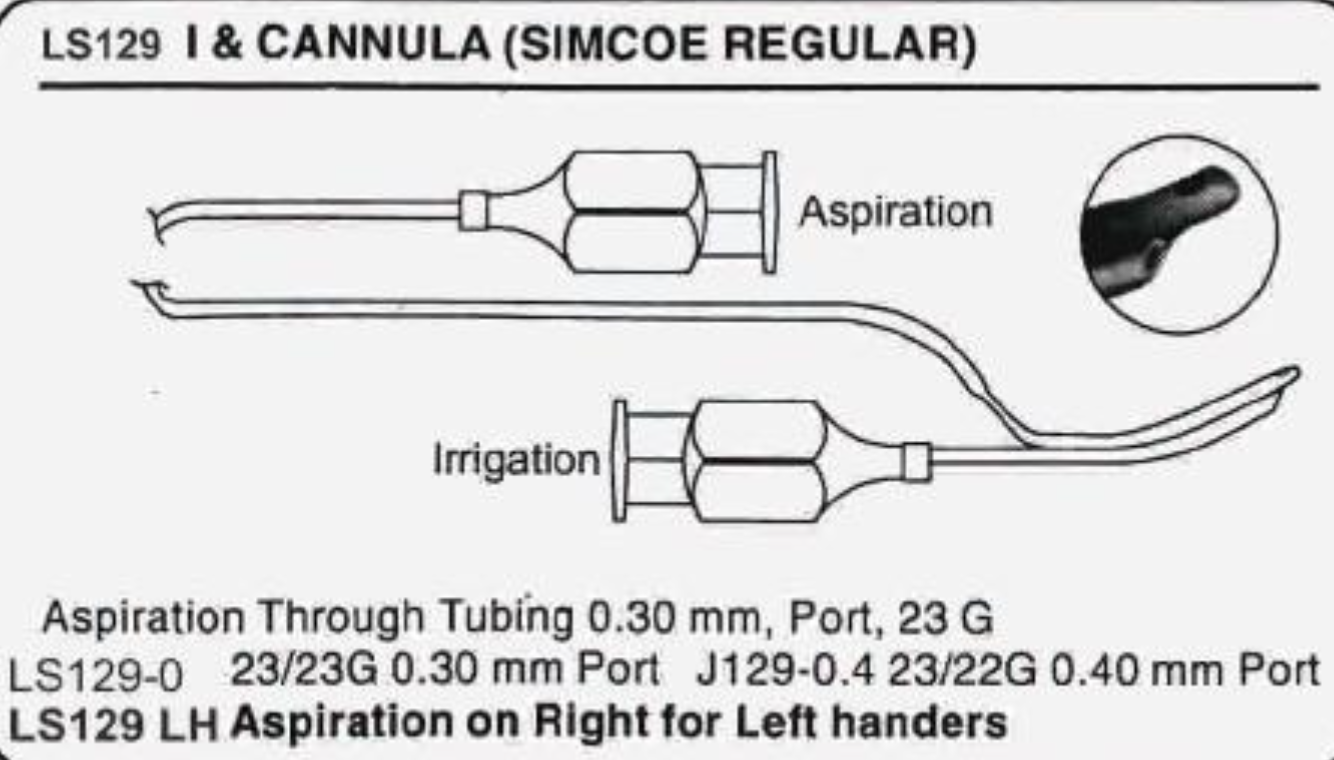 LS129 I & CANNULA (SIMCOE REGULAR)
Aspiration
Irrigation
Aspiration Through Tubing 0.30 mm, Port, 23 G
LS129-0 23/23G 0.30 mm Port J129-0.4 23/22G 0.40 mm Port
LS129 LH Aspiration on Right for Left handers